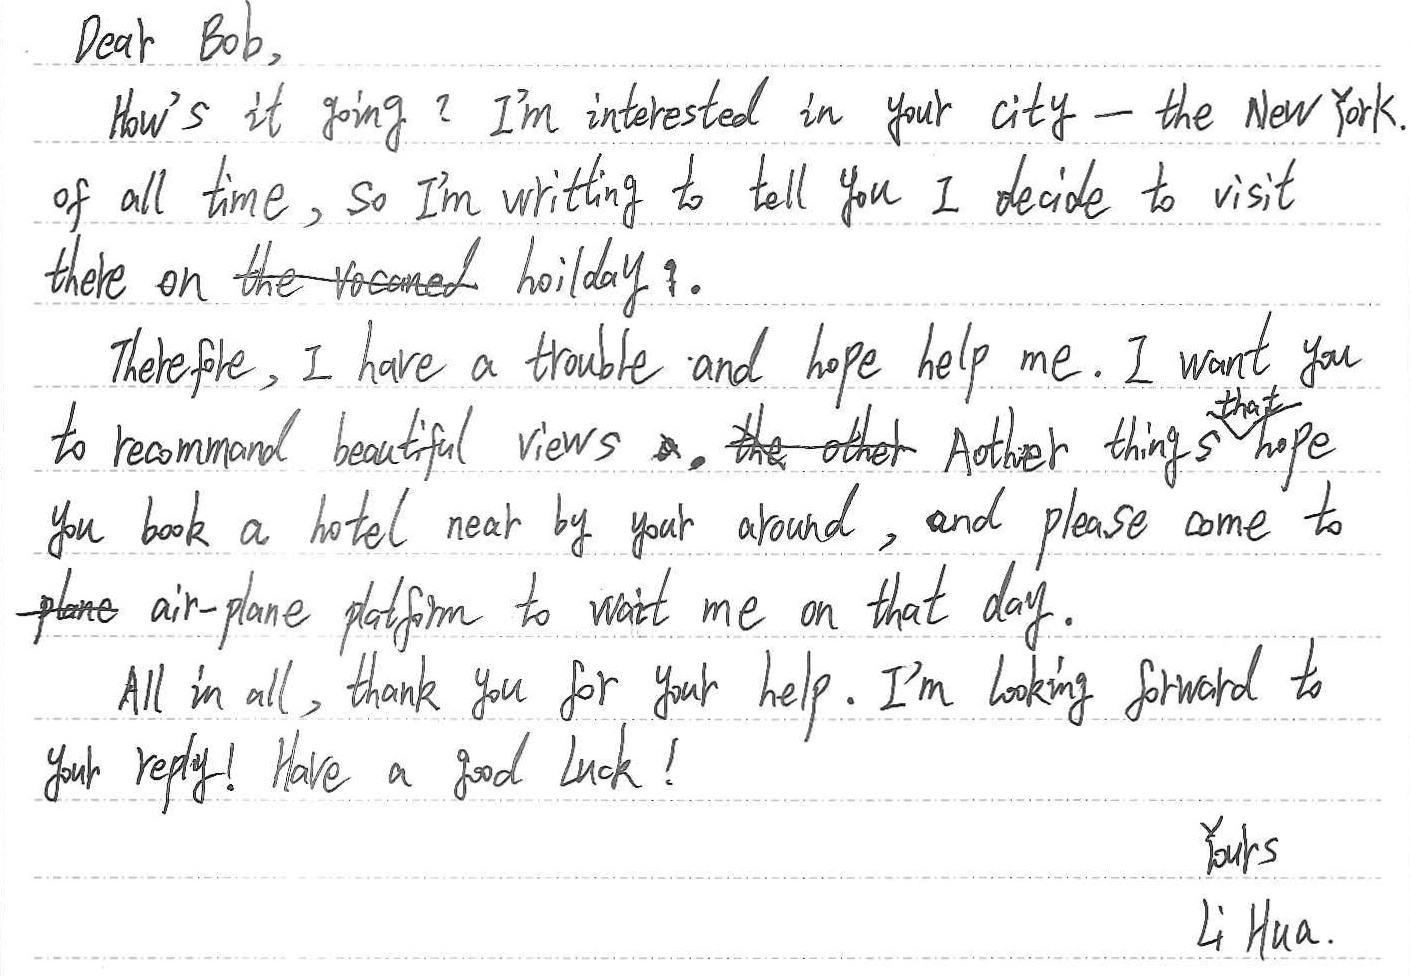 Dear Bob,
How's it going? I'm interested in your city — the New York.
of all time, so I'm writting to tell you I decide to visit
there on the vocaned hoilday.
Therefore, I have a trouble and hope help me. I want you
to recommand beautiful views. the other Aother things that hope
you book a hotel near by your around, and please come to
plane air-plane platform to wait me on that day.
All in all, thank you for your help. I'm looking forward to
your reply! Have a good luck!
Yours
Li Hua.